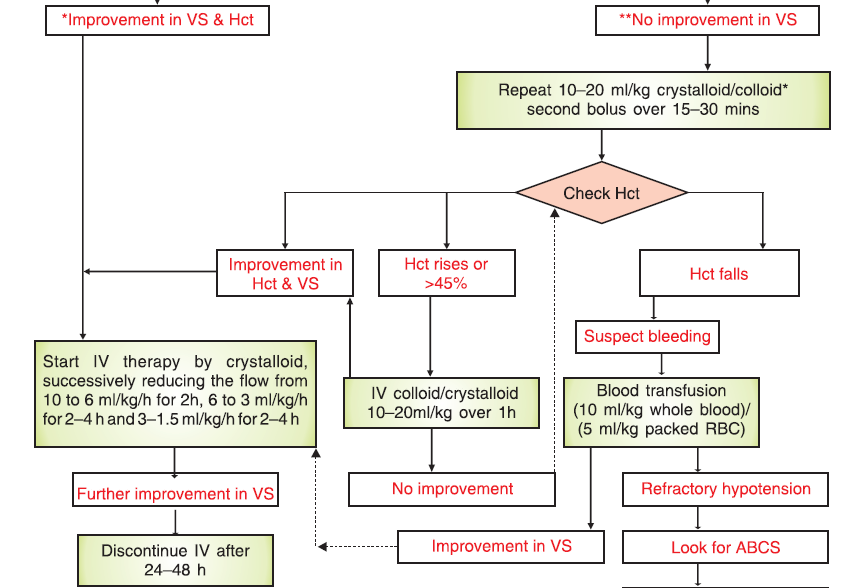 *Improvement in VS & Hct
**No improvement in VS
Repeat 10–20 ml/kg crystalloid/colloid*
second bolus over 15–30 mins
Check Hct
Improvement in
Hct & VS
Hct rises or
>45%
Hct falls
Suspect bleeding
Start IV therapy by crystalloid,
successively reducing the flow from
10 to 6 ml/kg/h for 2h, 6 to 3 ml/kg/h
for 2–4 h and 3–1.5 ml/kg/h for 2–4 h
IV colloid/crystalloid
10–20ml/kg over 1h
Blood transfusion
(10 ml/kg whole blood)/
(5 ml/kg packed RBC)
Further improvement in VS
No improvement
Refractory hypotension
Discontinue IV after
24–48 h
Improvement in VS
Look for ABCS